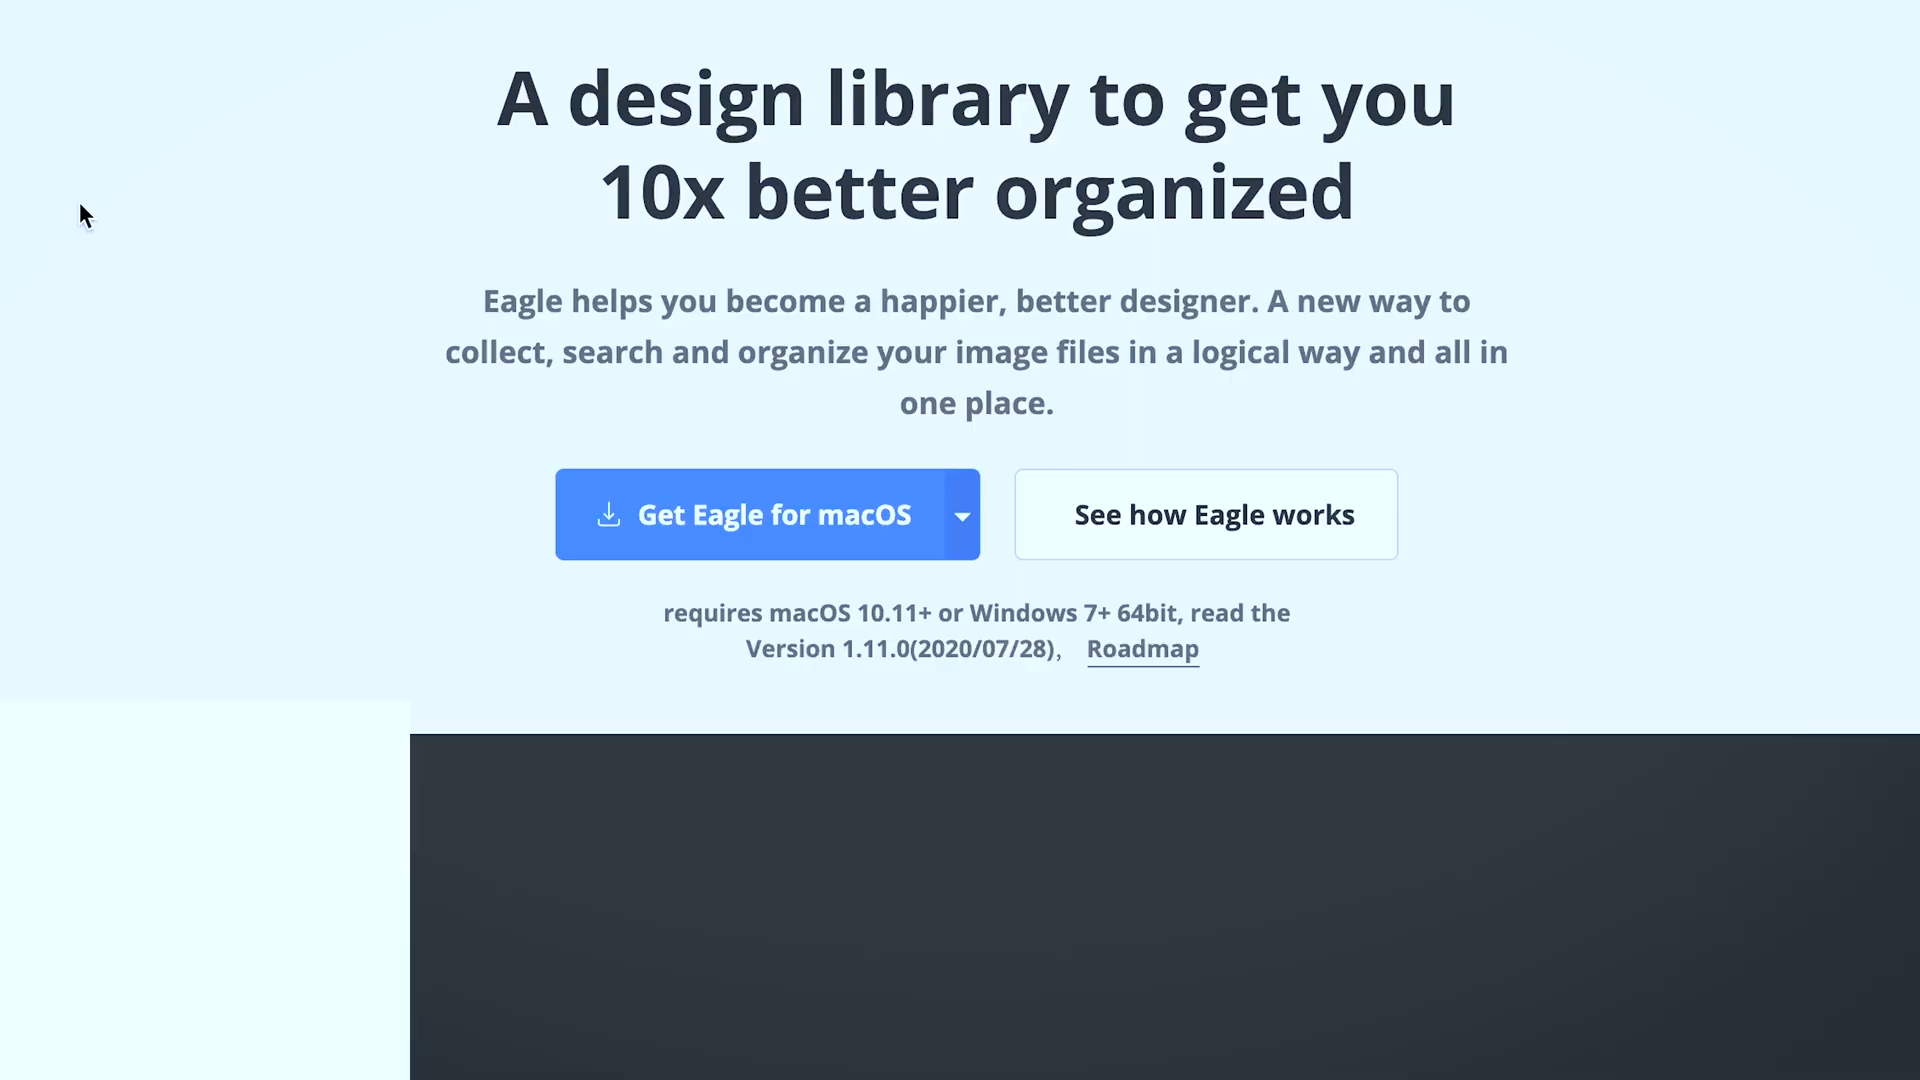 A design library to get you
10x better organized
Eagle helps you become a happier, better designer. A new way to
collect, search and organize your image files in a logical way and all in
one place.
Get Eagle for macOS
See how Eagle works
requires macOS 10.11+ or Windows 7+ 64bit, read the
Version 1.11.0(2020/07/28)， Roadmap